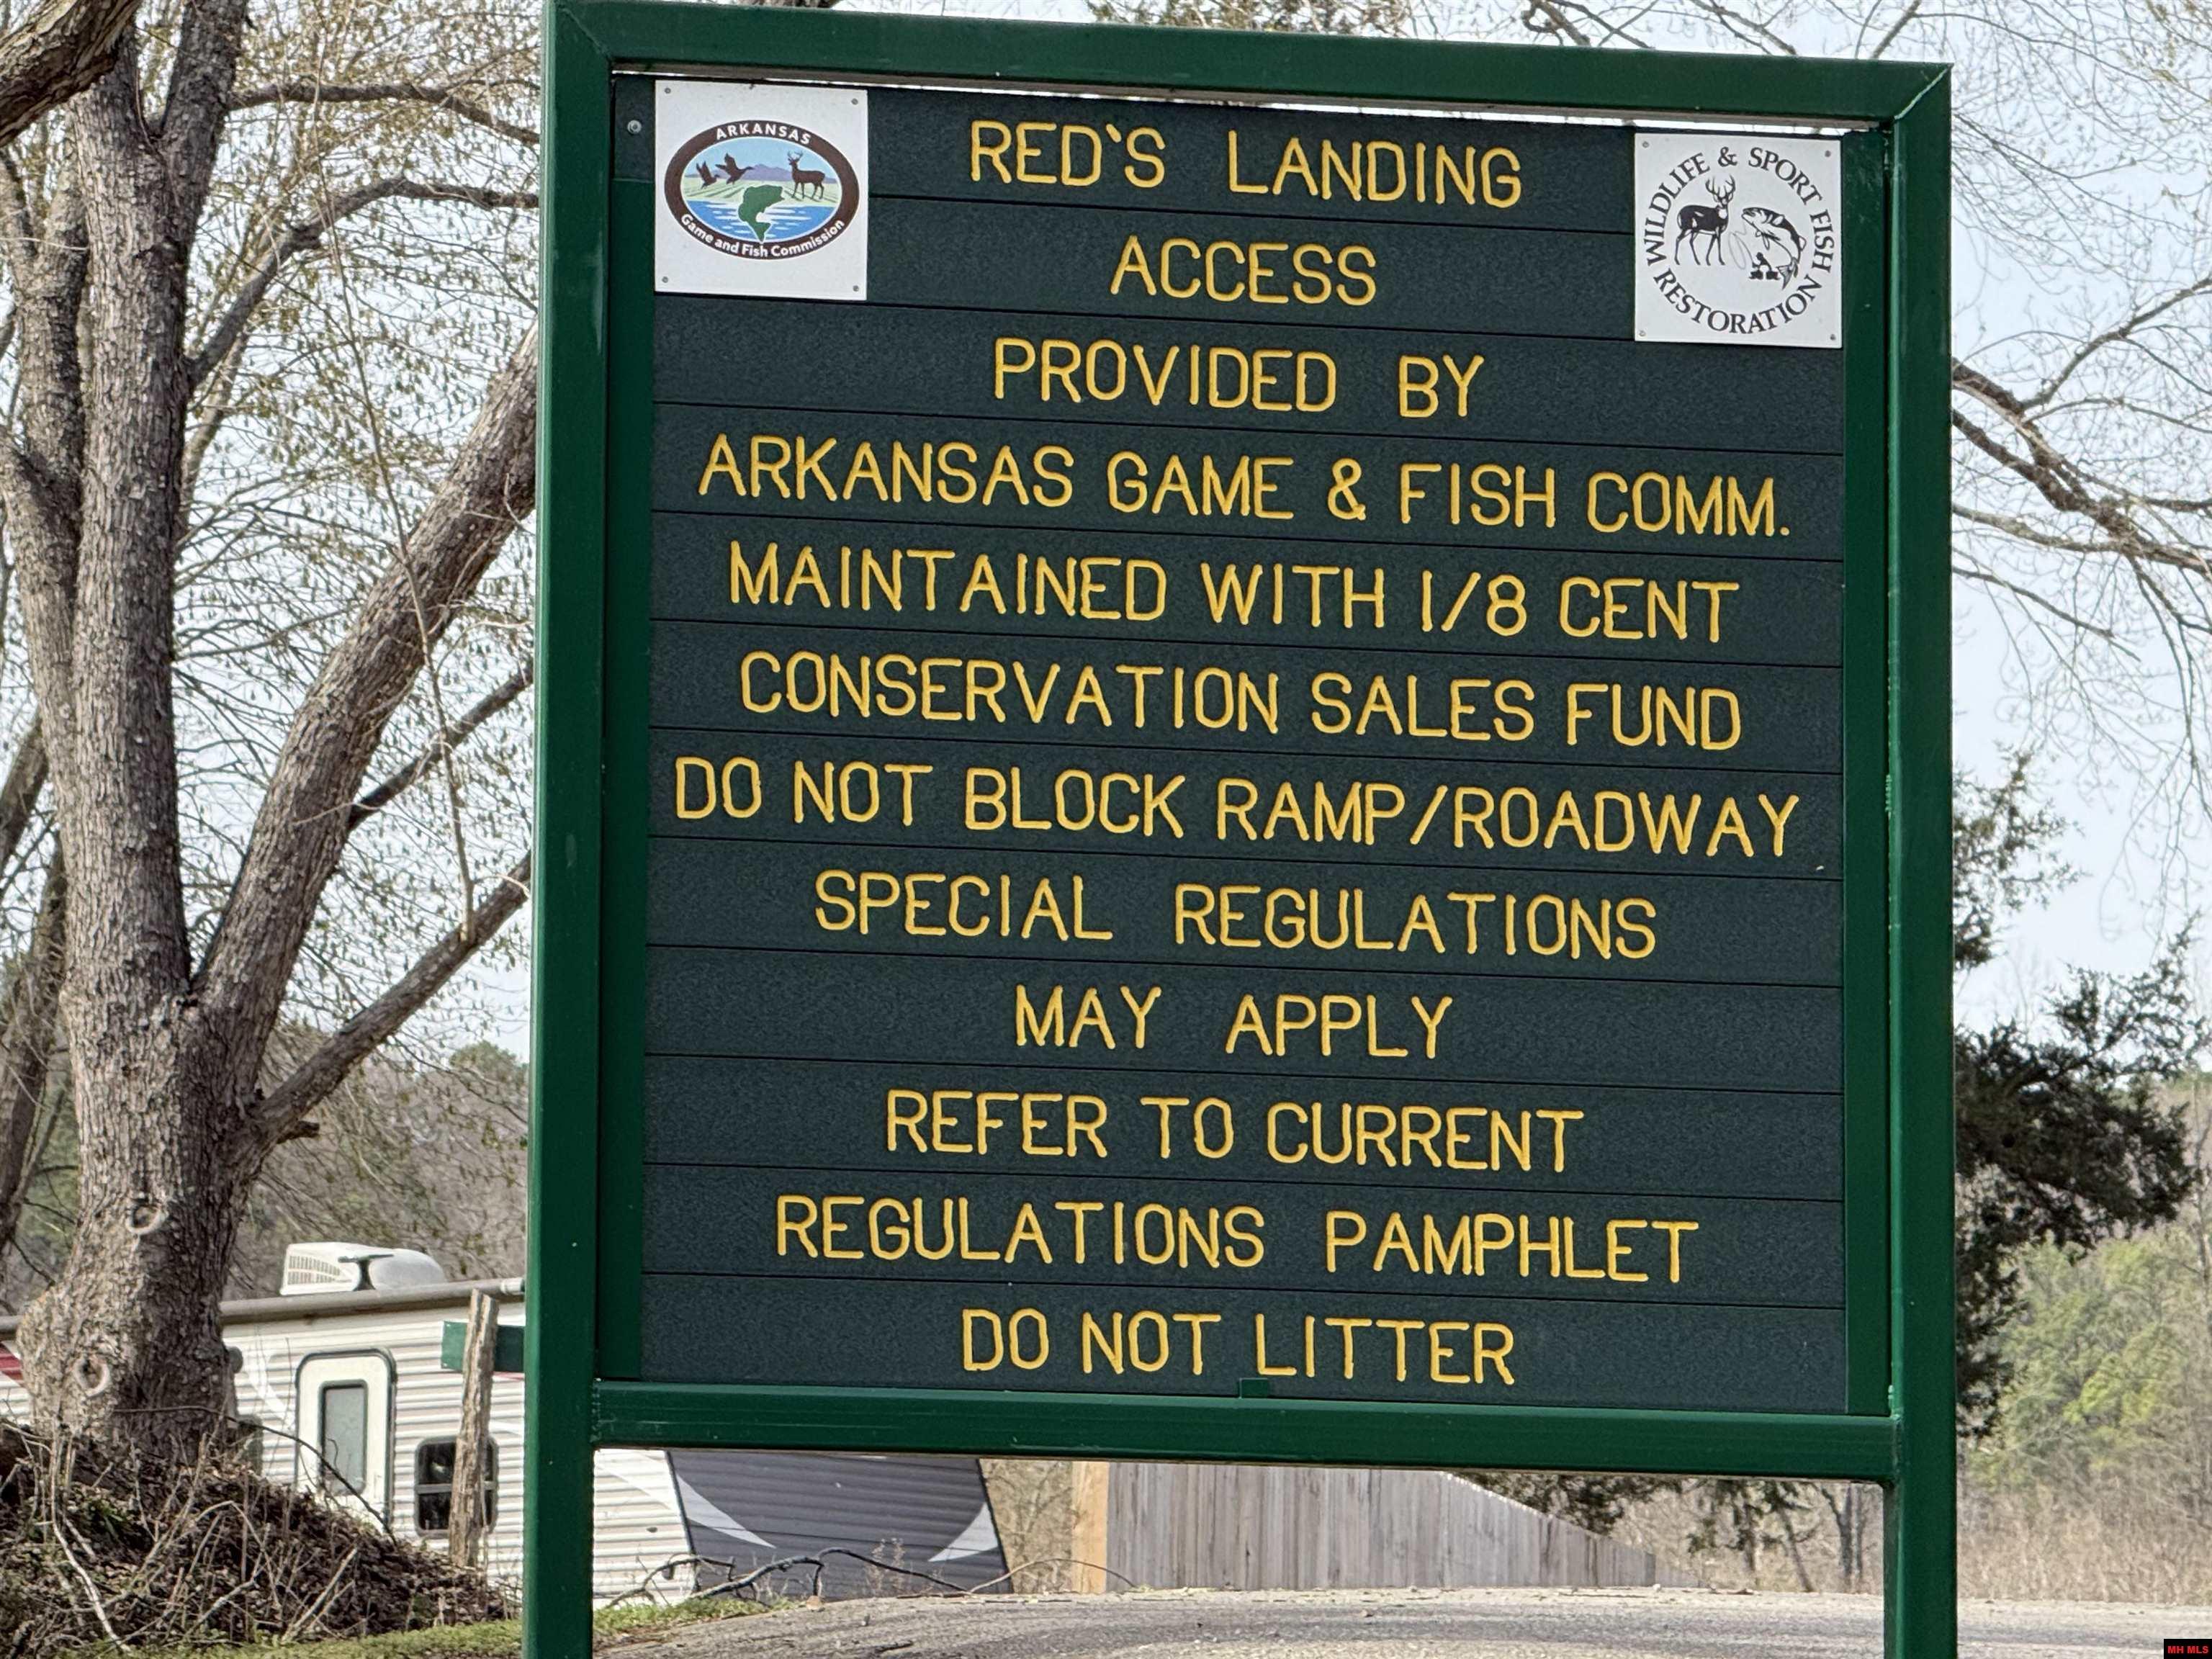 ARKANSAS
Game and Fish Commission
WILDLIFE & SPORT FISH
RESTORATION
RED'S LANDING
ACCESS
PROVIDED BY
ARKANSAS GAME & FISH COMM.
MAINTAINED WITH 1/8 CENT
CONSERVATION SALES FUND
DO NOT BLOCK RAMP/ROADWAY
SPECIAL REGULATIONS
MAY APPLY
REFER TO CURRENT
REGULATIONS PAMPHLET
DO NOT LITTER
MH MLS